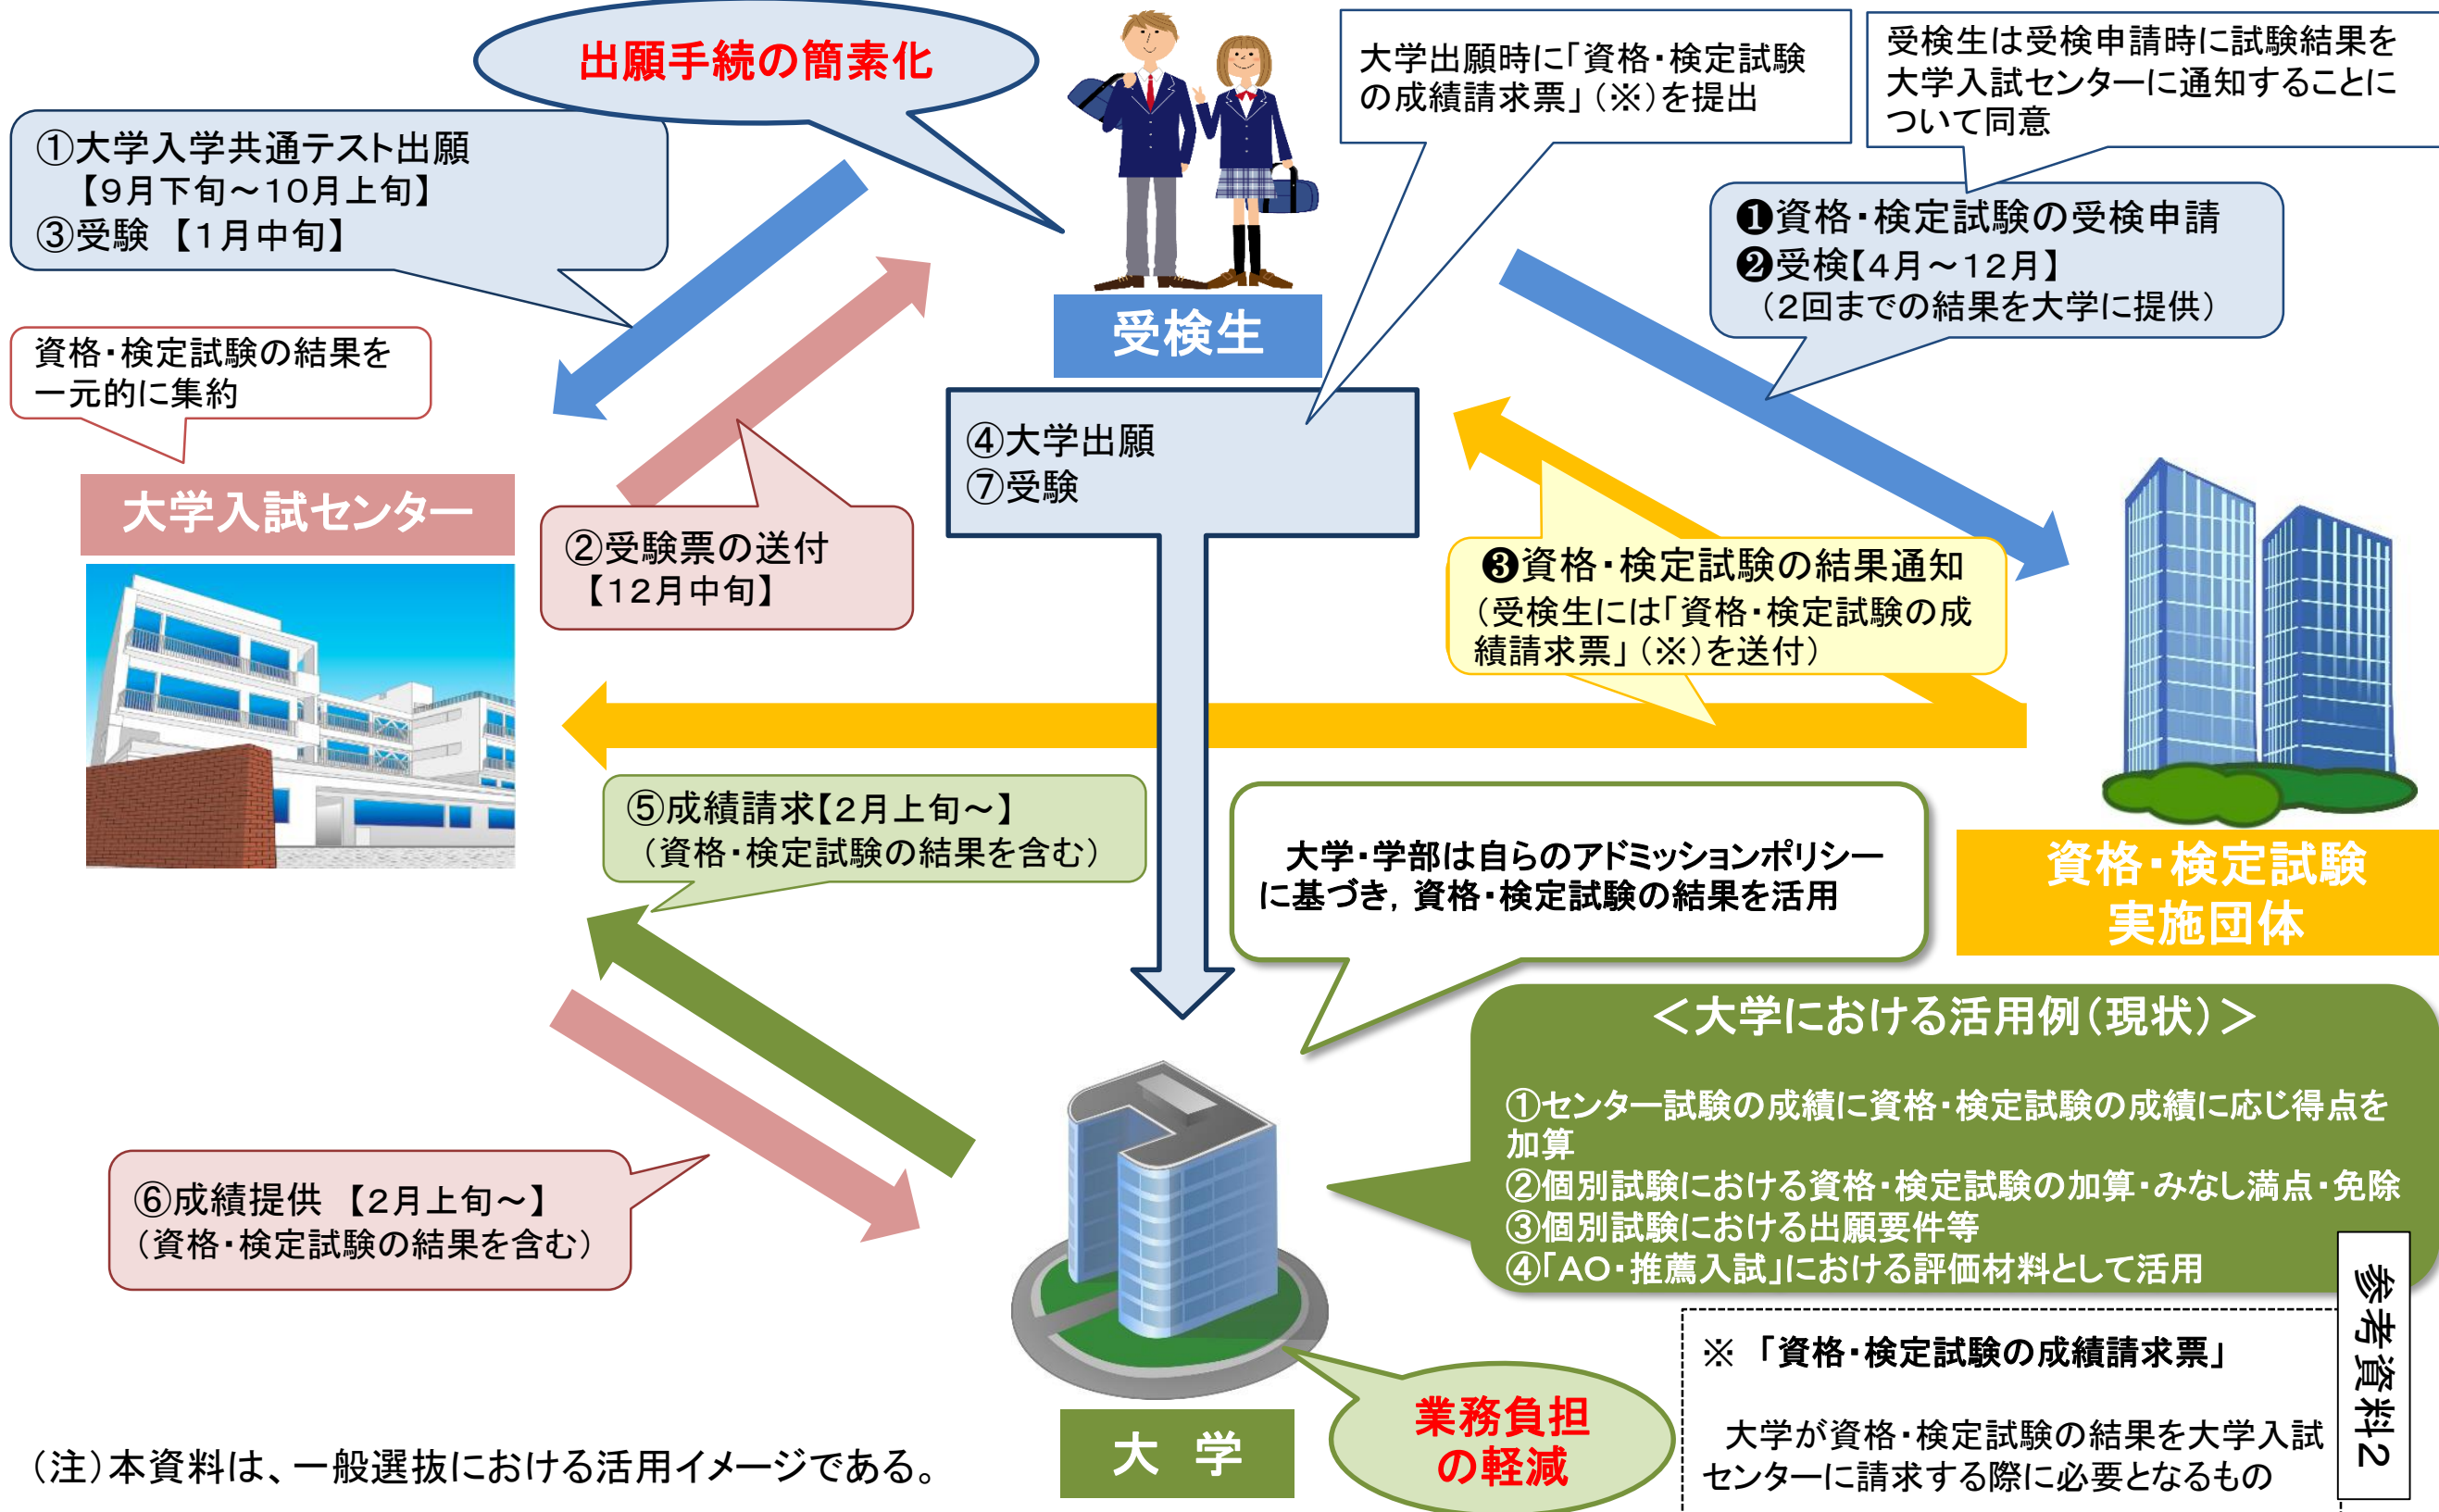 出願手続の簡素化
大学出願時に「資格・検定試験
の成績請求票」(※)を提出
受検生は受検申請時に試験結果を
大学入試センターに通知することに
ついて同意
①大学入学共通テスト出願
【9月下旬～10月上旬】
③受験 【1月中旬】
❶資格・検定試験の受検申請
❷受検【4月～12月】
(2回までの結果を大学に提供)
受検生
資格・検定試験の結果を
一元的に集約
大学入試センター
②受験票の送付
【12月中旬】
④大学出願
⑦受験
❸資格・検定試験の結果通知
(受検生には「資格・検定試験の成
績請求票」(※)を送付)
⑤成績請求【2月上旬～】
(資格・検定試験の結果を含む)
大学・学部は自らのアドミッションポリシー
に基づき，資格・検定試験の結果を活用
資格・検定試験
実施団体
＜大学における活用例(現状)＞
①センター試験の成績に資格・検定試験の成績に応じ得点を
加算
②個別試験における資格・検定試験の加算・みなし満点・免除
③個別試験における出願要件等
④「AO・推薦入試」における評価材料として活用
⑥成績提供 【2月上旬～】
(資格・検定試験の結果を含む)
大 学
業務負担
の軽減
※ 「資格・検定試験の成績請求票」
大学が資格・検定試験の結果を大学入試
センターに請求する際に必要となるもの
参考資料2
(注)本資料は、一般選抜における活用イメージである。